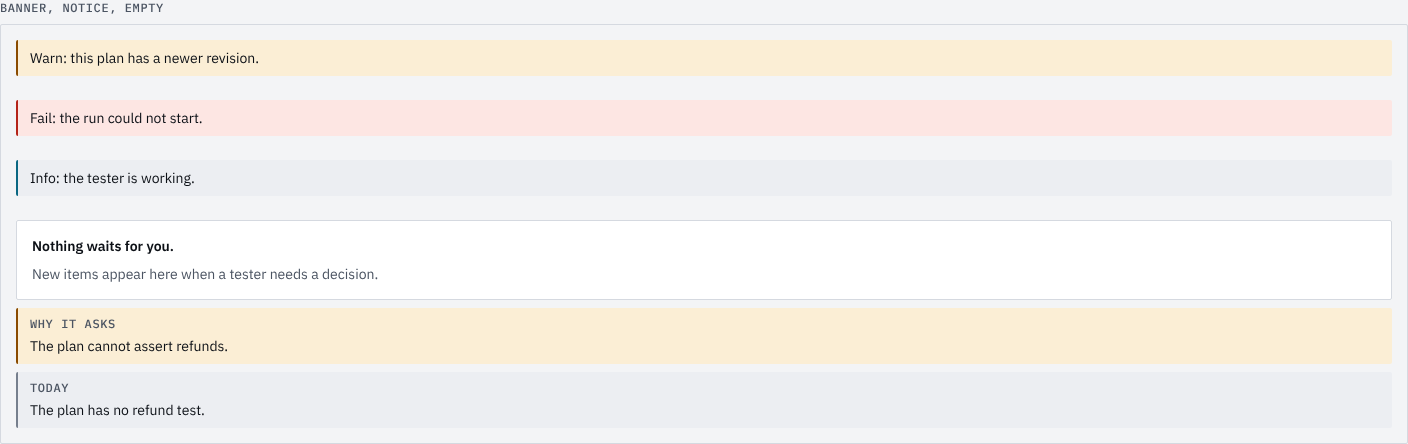 BANNER, NOTICE, EMPTY
Warn: this plan has a newer revision.
Fail: the run could not start.
Info: the tester is working.
Nothing waits for you.
New items appear here when a tester needs a decision.
WHY IT ASKS
The plan cannot assert refunds.
TODAY
The plan has no refund test.